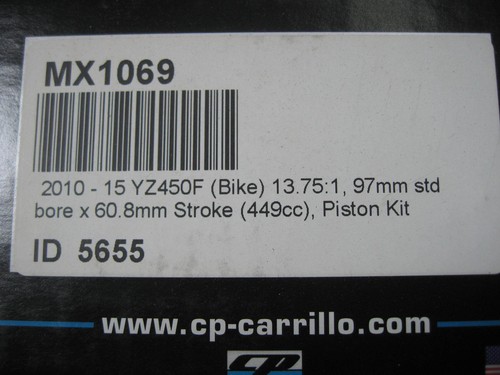 MX1069
2010 - 15 YZ450F (Bike) 13.75:1, 97mm std
bore x 60.8mm Stroke (449cc), Piston Kit
ID 5655
www.cp-carrillo.com
CP